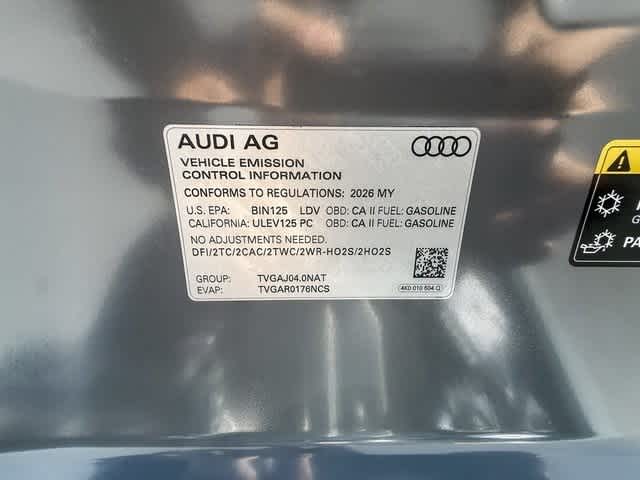 AUDI AG
VEHICLE EMISSION
CONTROL INFORMATION
CONFORMS TO REGULATIONS: 2026 MY
U.S. EPA: BIN125 LDV OBD: CA II FUEL: GASOLINE
CALIFORNIA: ULEV125 PC OBD: CA II FUEL: GASOLINE
NO ADJUSTMENTS NEEDED.
DFI/2TC/2CAC/2TWC/2WR-HO2S/2HO2S
GROUP: TVGAJ04.0NAT
EVAP: TVGAR0176NCS
4K0 010 504 Q